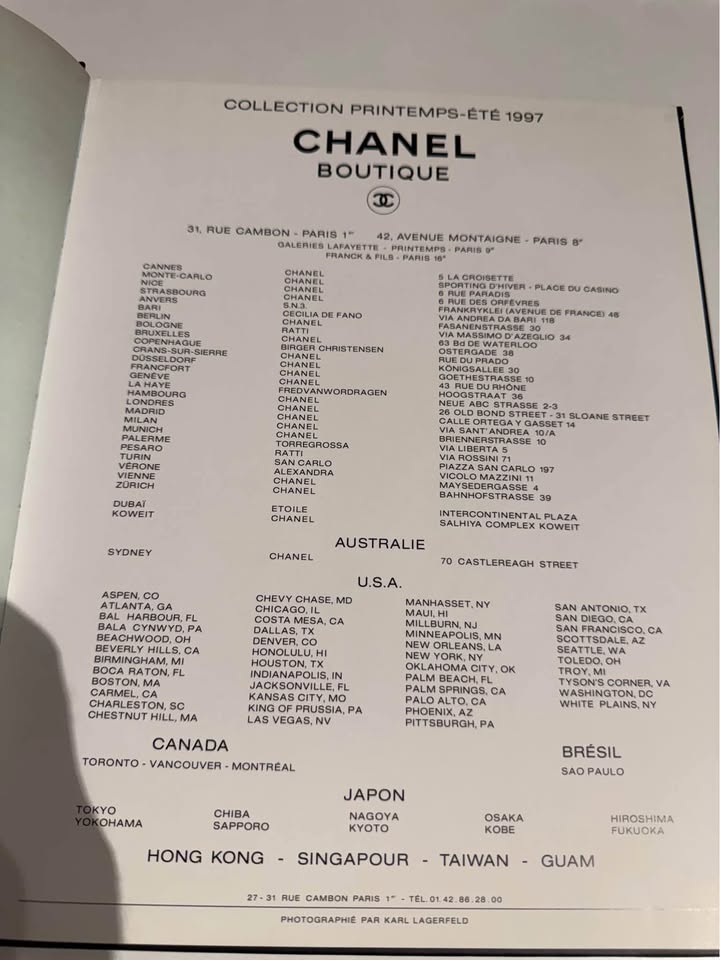 COLLECTION PRINTEMPS-ÉTÉ 1997
CHANEL
BOUTIQUE
31, RUE CAMBON - PARIS 1er 42, AVENUE MONTAIGNE - PARIS 8e
GALERIES LAFAYETTE - PRINTEMPS - PARIS 9e
FRANCK & FILS - PARIS 16e
CANNES CHANEL 5 LA CROISETTE
MONTE-CARLO CHANEL SPORTING D'HIVER - PLACE DU CASINO
NICE CHANEL 6 RUE PARADIS
STRASBOURG CHANEL 6 RUE DES ORFÈVRES
ANVERS S.N.3. FRANKRYKLEI (AVENUE DE FRANCE) 46
BARI CECILIA DE FANO VIA ANDREA DA BARI 118
BERLIN CHANEL FASANENSTRASSE 30
BOLOGNE RATTI VIA MASSIMO D'AZEGLIO 34
BRUXELLES CHANEL 63 Bd DE WATERLOO
COPENHAGUE BIRGER CHRISTENSEN OSTERGADE 38
CRANS-SUR-SIERRE CHANEL RUE DU PRADO
DÜSSELDORF CHANEL KÖNIGSALLEE 30
FRANCFORT CHANEL GOETHESTRASSE 10
GENÈVE CHANEL 43 RUE DU RHÔNE
LA HAYE FREDVANWORDRAGEN HOOGSTRAAT 36
HAMBOURG CHANEL NEUE ABC STRASSE 2-3
LONDRES CHANEL 26 OLD BOND STREET - 31 SLOANE STREET
MADRID CHANEL CALLE ORTEGA Y GASSET 14
MILAN CHANEL VIA SANT'ANDREA 10/A
MUNICH CHANEL BRIENNERSTRASSE 10
PALERME TORREGROSSA VIA LIBERTA 5
PESARO RATTI VIA ROSSINI 71
TURIN SAN CARLO PIAZZA SAN CARLO 197
VÉRONE ALEXANDRA VICOLO MAZZINI 11
VIENNE CHANEL MAYSEDERGASSE 4
ZÜRICH CHANEL BAHNHOFSTRASSE 39
DUBAÏ ETOILE INTERCONTINENTAL PLAZA
KOWEIT CHANEL SALHIYA COMPLEX KOWEIT
AUSTRALIE
SYDNEY CHANEL 70 CASTLEREAGH STREET
U.S.A.
ASPEN, CO CHEVY CHASE, MD MANHASSET, NY SAN ANTONIO, TX
ATLANTA, GA CHICAGO, IL MAUI, HI SAN DIEGO, CA
BAL HARBOUR, FL COSTA MESA, CA MILLBURN, NJ SAN FRANCISCO, CA
BALA CYNWYD, PA DALLAS, TX MINNEAPOLIS, MN SCOTTSDALE, AZ
BEACHWOOD, OH DENVER, CO NEW ORLEANS, LA SEATTLE, WA
BEVERLY HILLS, CA HONOLULU, HI NEW YORK, NY TOLEDO, OH
BIRMINGHAM, MI HOUSTON, TX OKLAHOMA CITY, OK TROY, MI
BOCA RATON, FL INDIANAPOLIS, IN PALM BEACH, FL TYSON'S CORNER, VA
BOSTON, MA JACKSONVILLE, FL PALM SPRINGS, CA WASHINGTON, DC
CARMEL, CA KANSAS CITY, MO PALO ALTO, CA WHITE PLAINS, NY
CHARLESTON, SC KING OF PRUSSIA, PA PHOENIX, AZ
CHESTNUT HILL, MA LAS VEGAS, NV PITTSBURGH, PA
CANADA BRÉSIL
TORONTO - VANCOUVER - MONTRÉAL SAO PAULO
JAPON
TOKYO CHIBA NAGOYA OSAKA HIROSHIMA
YOKOHAMA SAPPORO KYOTO KOBE FUKUOKA
HONG KONG - SINGAPOUR - TAIWAN - GUAM
27 - 31 RUE CAMBON PARIS 1er - TÉL. 01.42.86.28.00
PHOTOGRAPHIÉ PAR KARL LAGERFELD